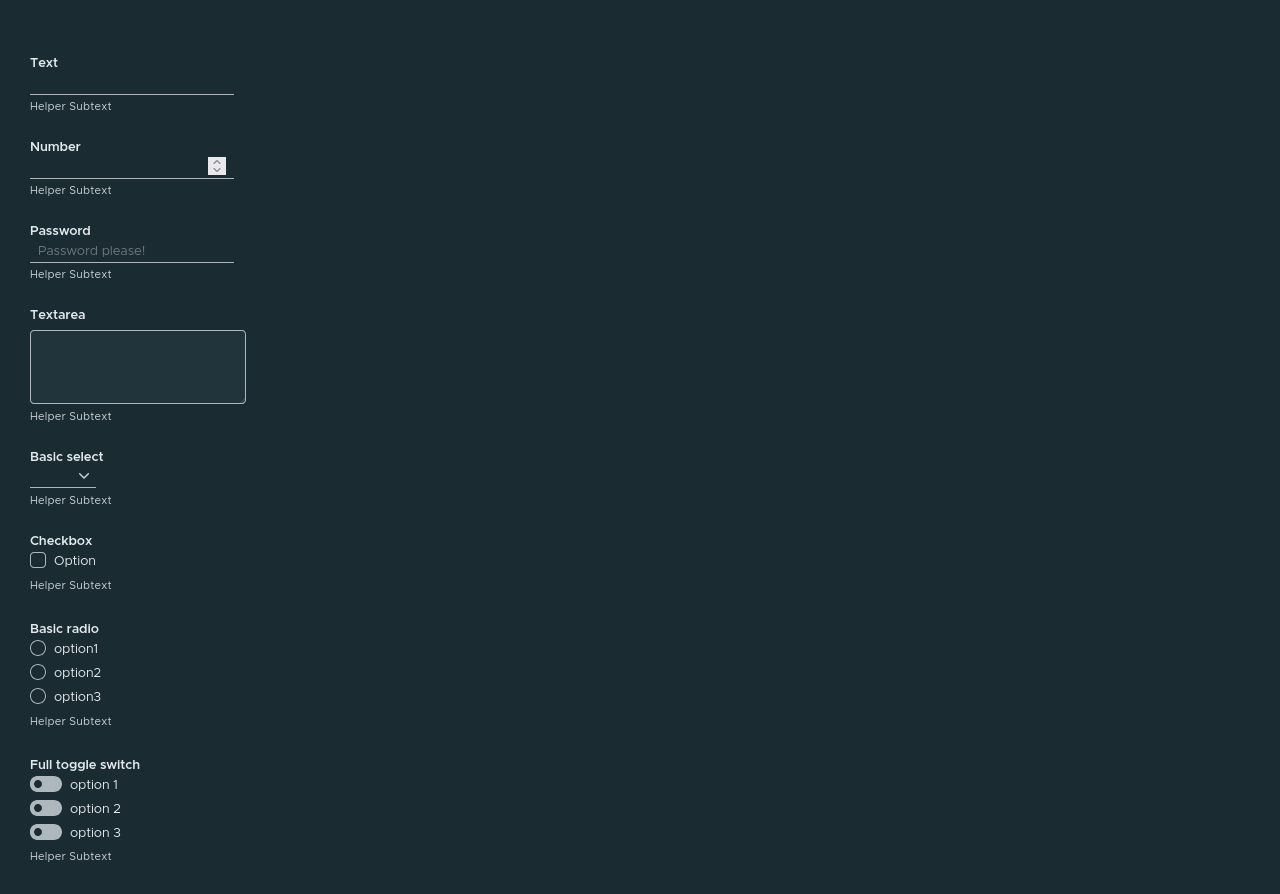 Text
Helper Subtext
Number
Helper Subtext
Password
Password please!
Helper Subtext
Textarea
Helper Subtext
Basic select
Helper Subtext
Checkbox
Option
Helper Subtext
Basic radio
option1
option2
option3
Helper Subtext
Full toggle switch
option 1
option 2
option 3
Helper Subtext